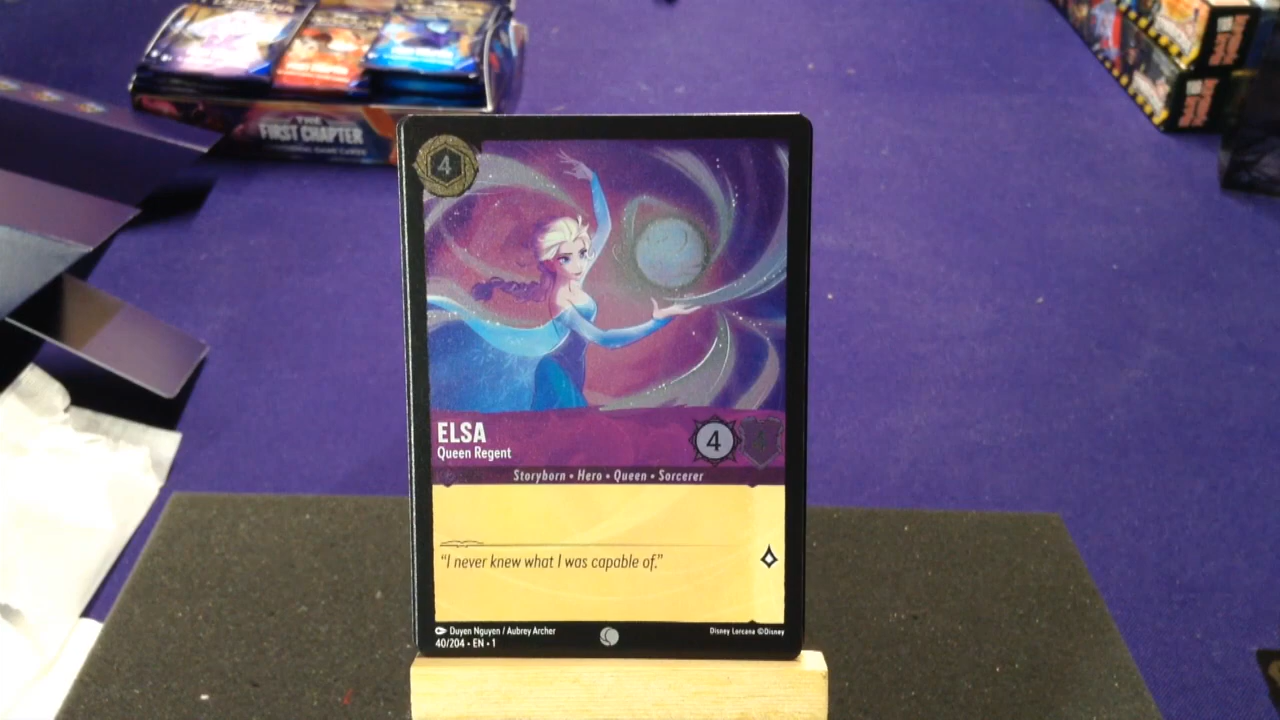 THE
FIRST CHAPTER
4
ELSA
Queen Regent
4
4
Storyborn • Hero • Queen • Sorcerer
“I never knew what I was capable of.”
Duyen Nguyen / Aubrey Archer
Disney Lorcana ©Disney
40/204 • EN • 1